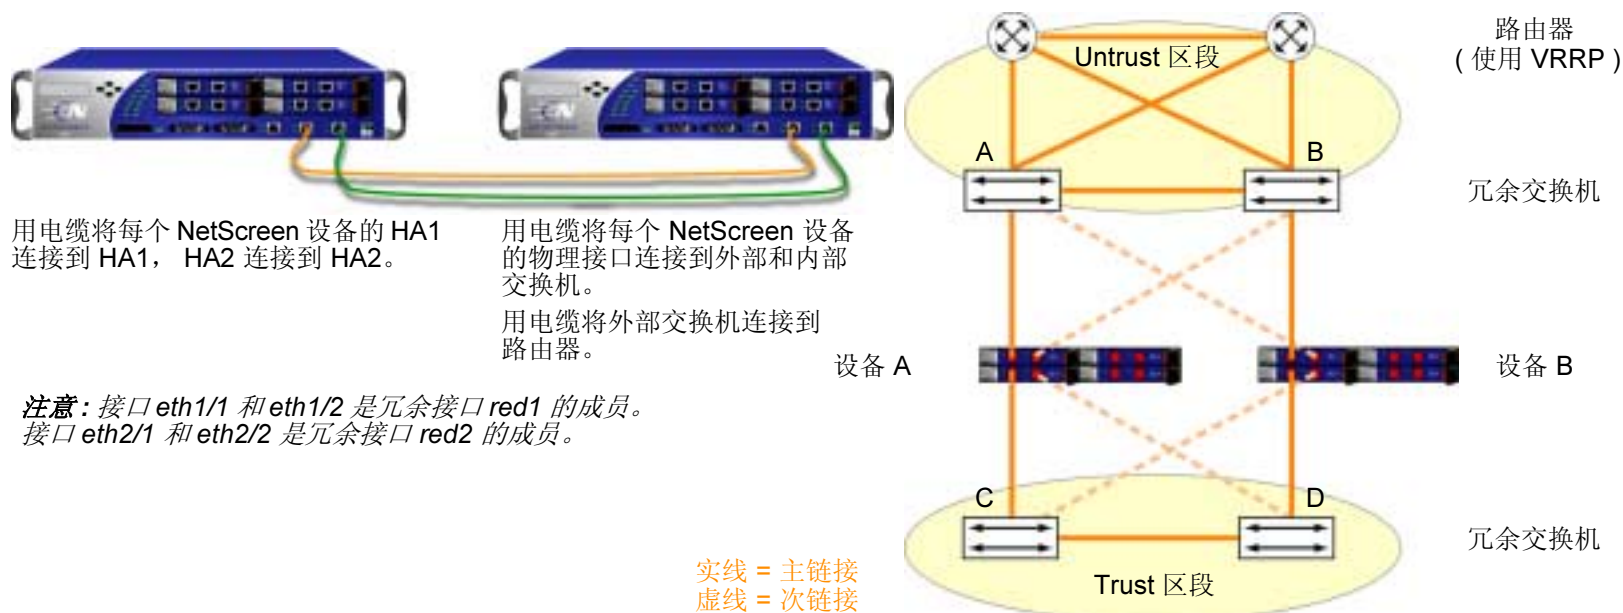 用电缆将每个 NetScreen 设备的 HA1
连接到 HA1， HA2 连接到 HA2。
用电缆将每个 NetScreen 设备
的物理接口连接到外部和内部
交换机。
用电缆将外部交换机连接到
路由器。
注意 : 接口 eth1/1 和 eth1/2 是冗余接口 red1 的成员。
接口 eth2/1 和 eth2/2 是冗余接口 red2 的成员。
路由器
( 使用 VRRP )
Untrust 区段
A
B
冗余交换机
设备 A
设备 B
C
D
冗余交换机
Trust 区段
实线 = 主链接
虚线 = 次链接